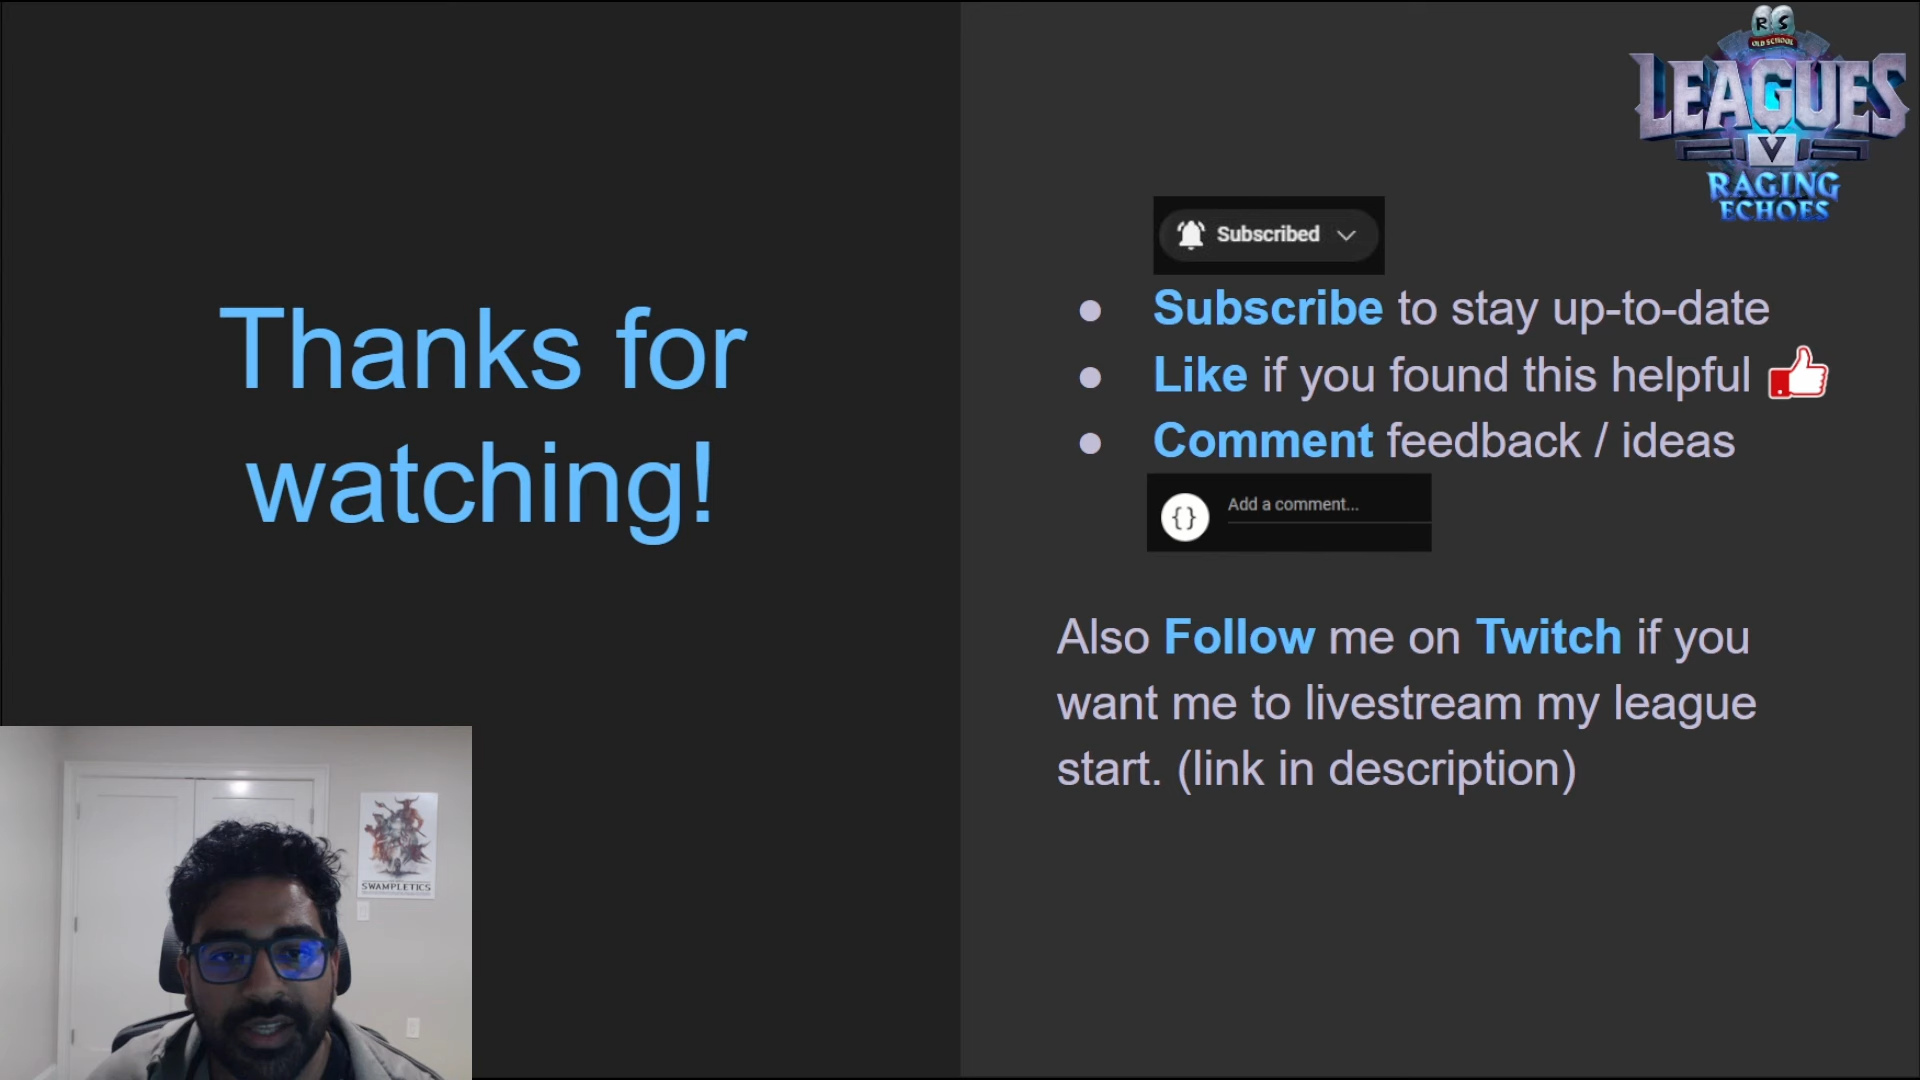 Thanks for
watching!
RS
OLD SCHOOL
LEAGUES
V
RAGING
ECHOES
Subscribed
● Subscribe to stay up-to-date
● Like if you found this helpful
● Comment feedback / ideas
{}
Add a comment...
Also Follow me on Twitch if you
want me to livestream my league
start. (link in description)
SWAMPLETICS